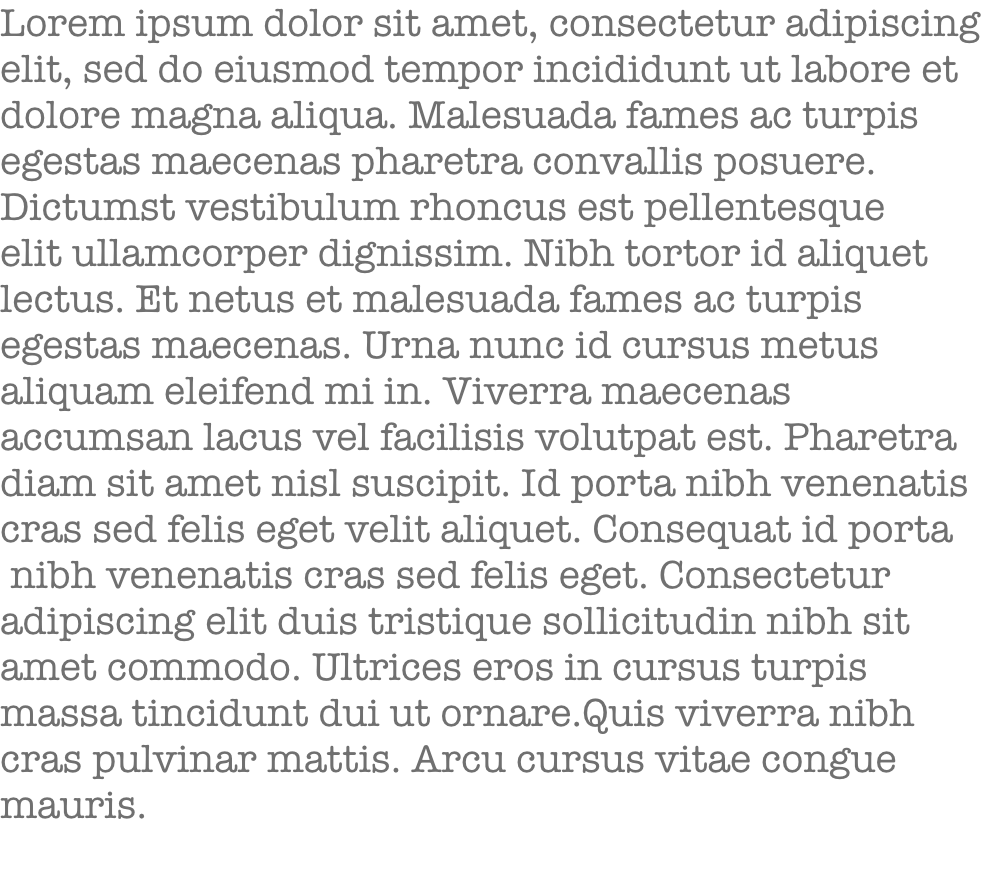 Lorem ipsum dolor sit amet, consectetur adipiscing
elit, sed do eiusmod tempor incididunt ut labore et
dolore magna aliqua. Malesuada fames ac turpis
egestas maecenas pharetra convallis posuere.
Dictumst vestibulum rhoncus est pellentesque
elit ullamcorper dignissim. Nibh tortor id aliquet
lectus. Et netus et malesuada fames ac turpis
egestas maecenas. Urna nunc id cursus metus
aliquam eleifend mi in. Viverra maecenas
accumsan lacus vel facilisis volutpat est. Pharetra
diam sit amet nisl suscipit. Id porta nibh venenatis
cras sed felis eget velit aliquet. Consequat id porta
nibh venenatis cras sed felis eget. Consectetur
adipiscing elit duis tristique sollicitudin nibh sit
amet commodo. Ultrices eros in cursus turpis
massa tincidunt dui ut ornare.Quis viverra nibh
cras pulvinar mattis. Arcu cursus vitae congue
mauris.